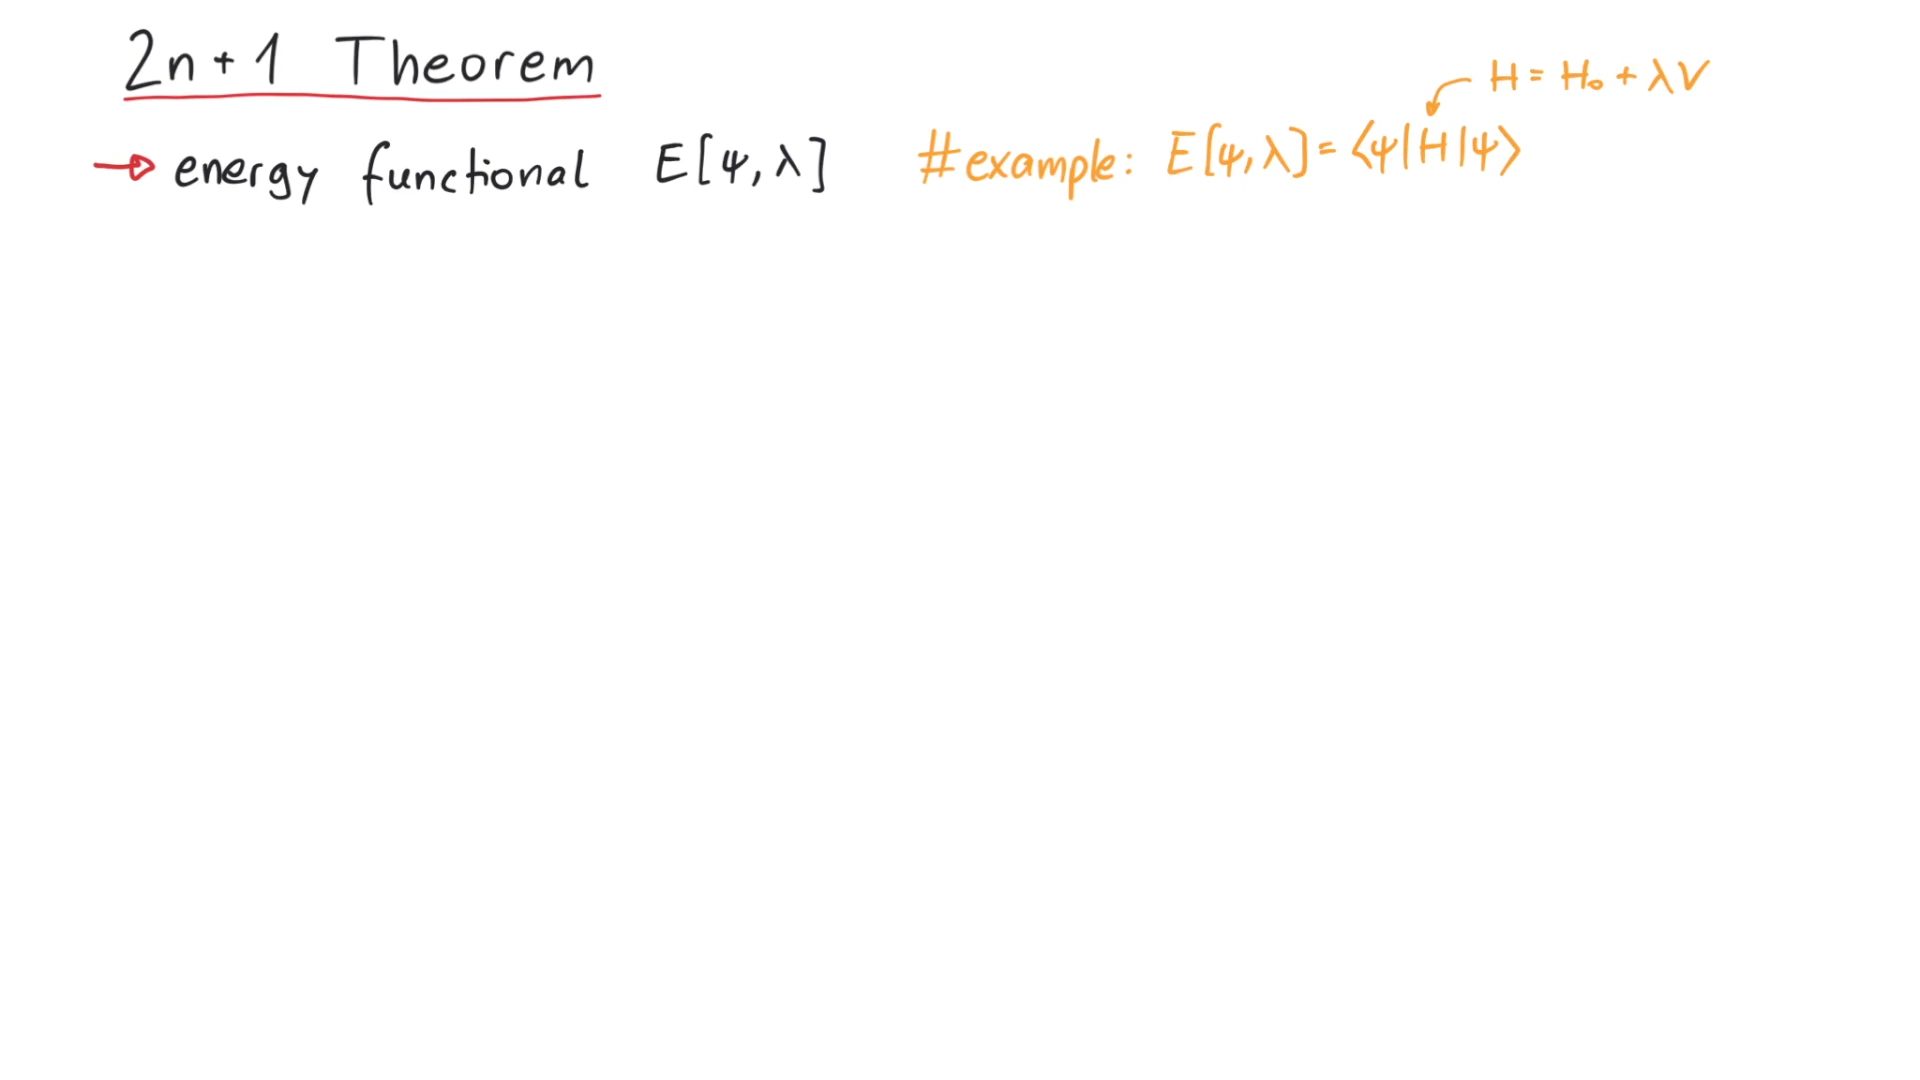 2n+1 Theorem
H = H₀ + λV
→ energy functional E[ψ, λ] #example: E[ψ, λ] = ⟨ψ|H|ψ⟩